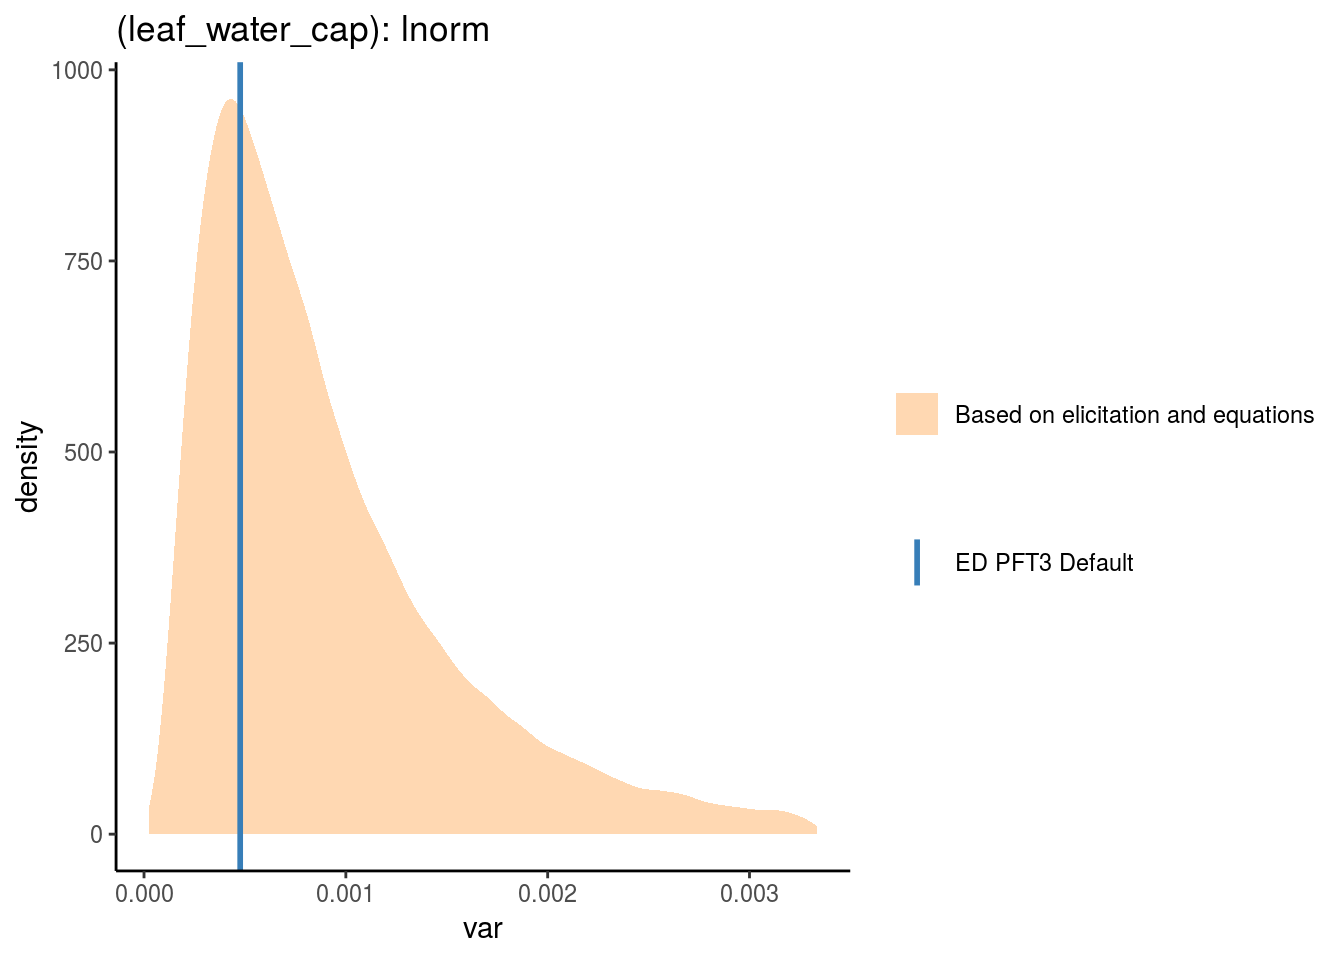 (leaf_water_cap): lnorm
1000
750
500
250
0
density
0.000
0.001
0.002
0.003
var
Based on elicitation and equations
ED PFT3 Default